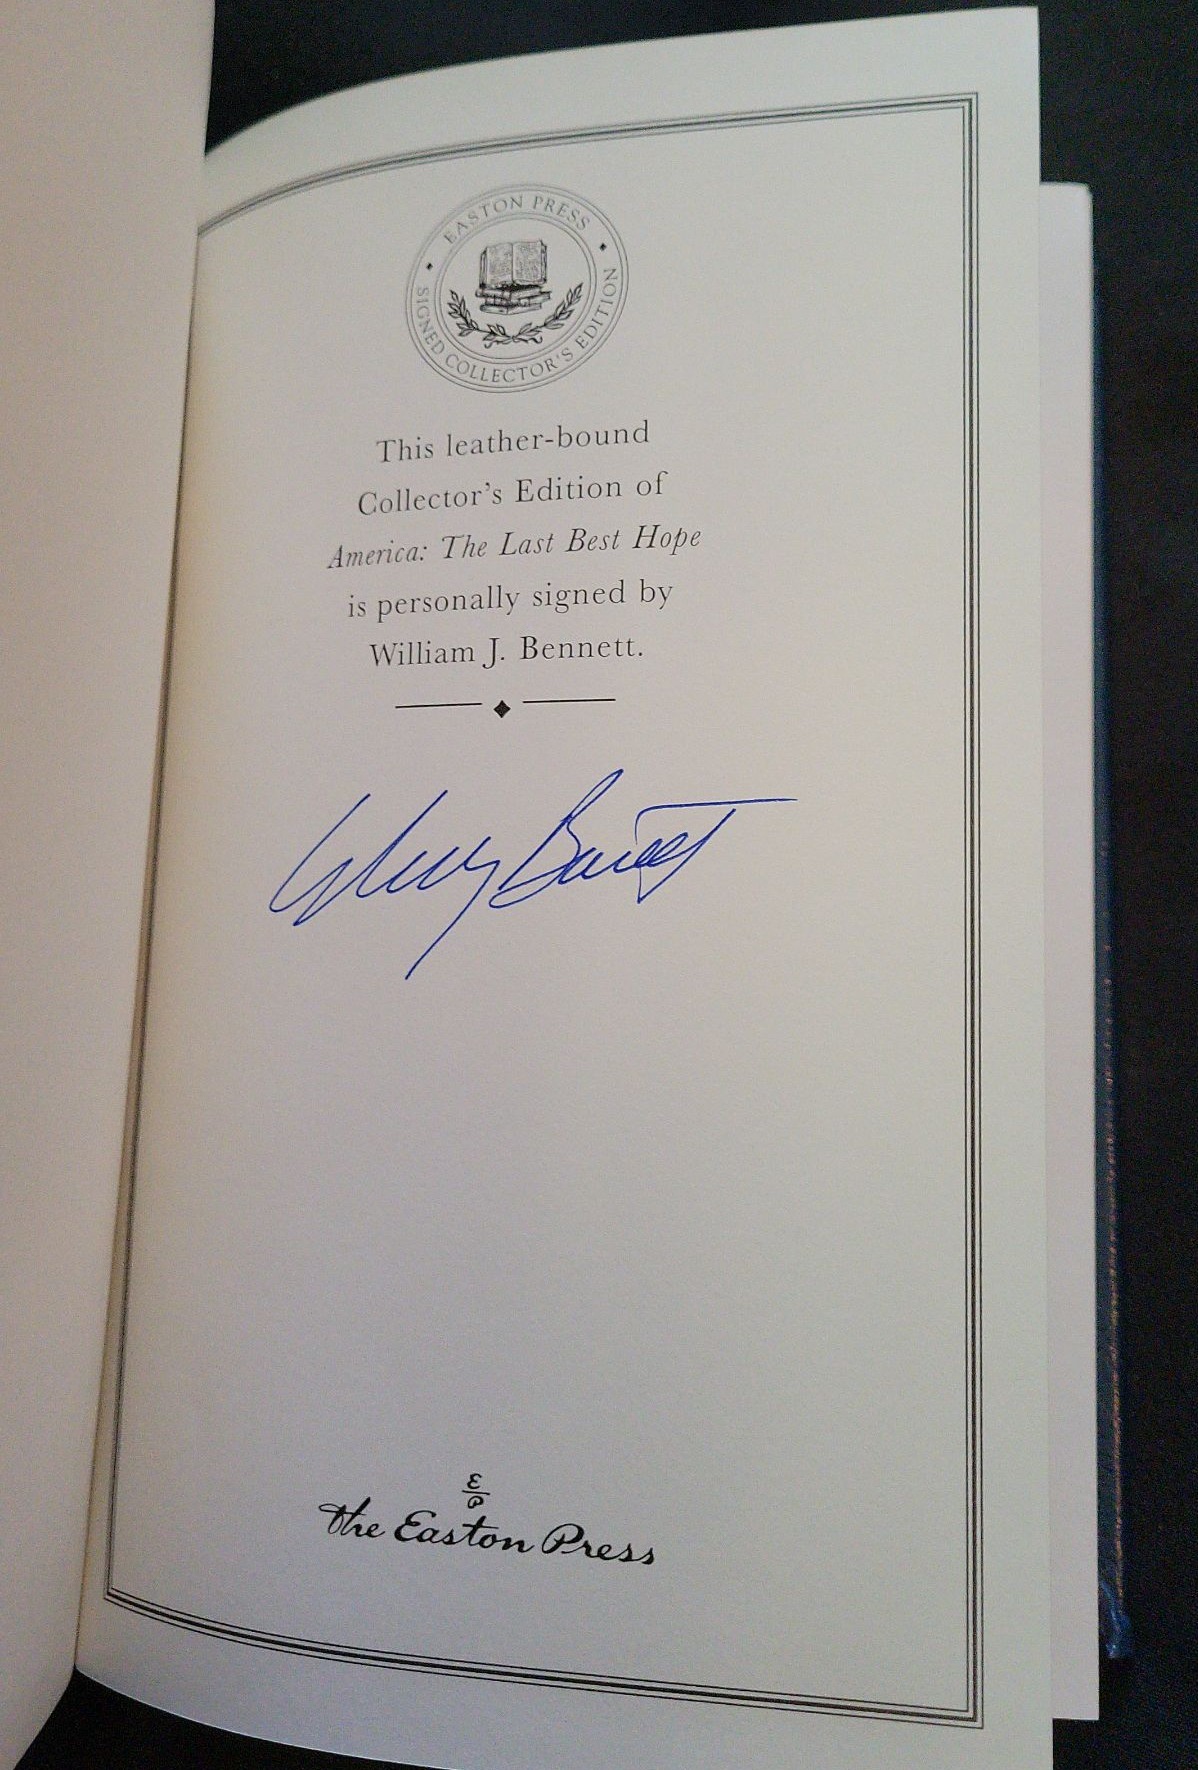 EASTON PRESS
SIGNED COLLECTOR'S EDITION
This leather-bound
Collector's Edition of
America: The Last Best Hope
is personally signed by
William J. Bennett.
The Easton Press